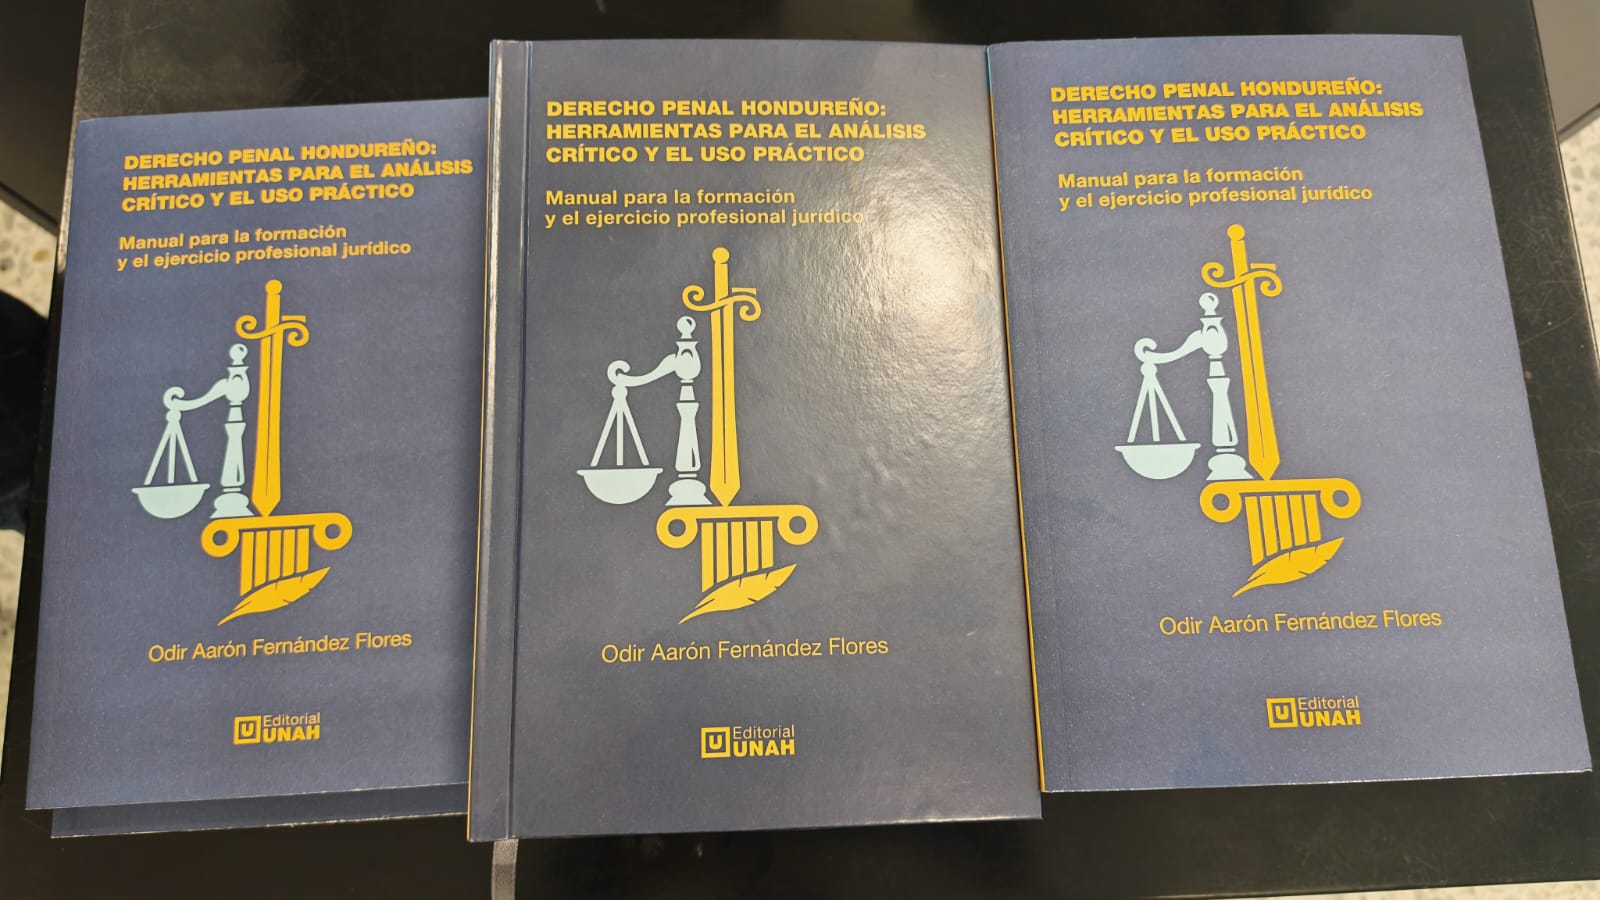 DERECHO PENAL HONDUREÑO:
HERRAMIENTAS PARA EL ANÁLISIS
CRÍTICO Y EL USO PRÁCTICO
Manual para la formación
y el ejercicio profesional jurídico
Odir Aarón Fernández Flores
Editorial
UNAH
DERECHO PENAL HONDUREÑO:
HERRAMIENTAS PARA EL ANÁLISIS
CRÍTICO Y EL USO PRÁCTICO
Manual para la formación
y el ejercicio profesional jurídico
Odir Aarón Fernández Flores
Editorial
UNAH
DERECHO PENAL HONDUREÑO:
HERRAMIENTAS PARA EL ANÁLISIS
CRÍTICO Y EL USO PRÁCTICO
Manual para la formación
y el ejercicio profesional jurídico
Odir Aarón Fernández Flores
Editorial
UNAH